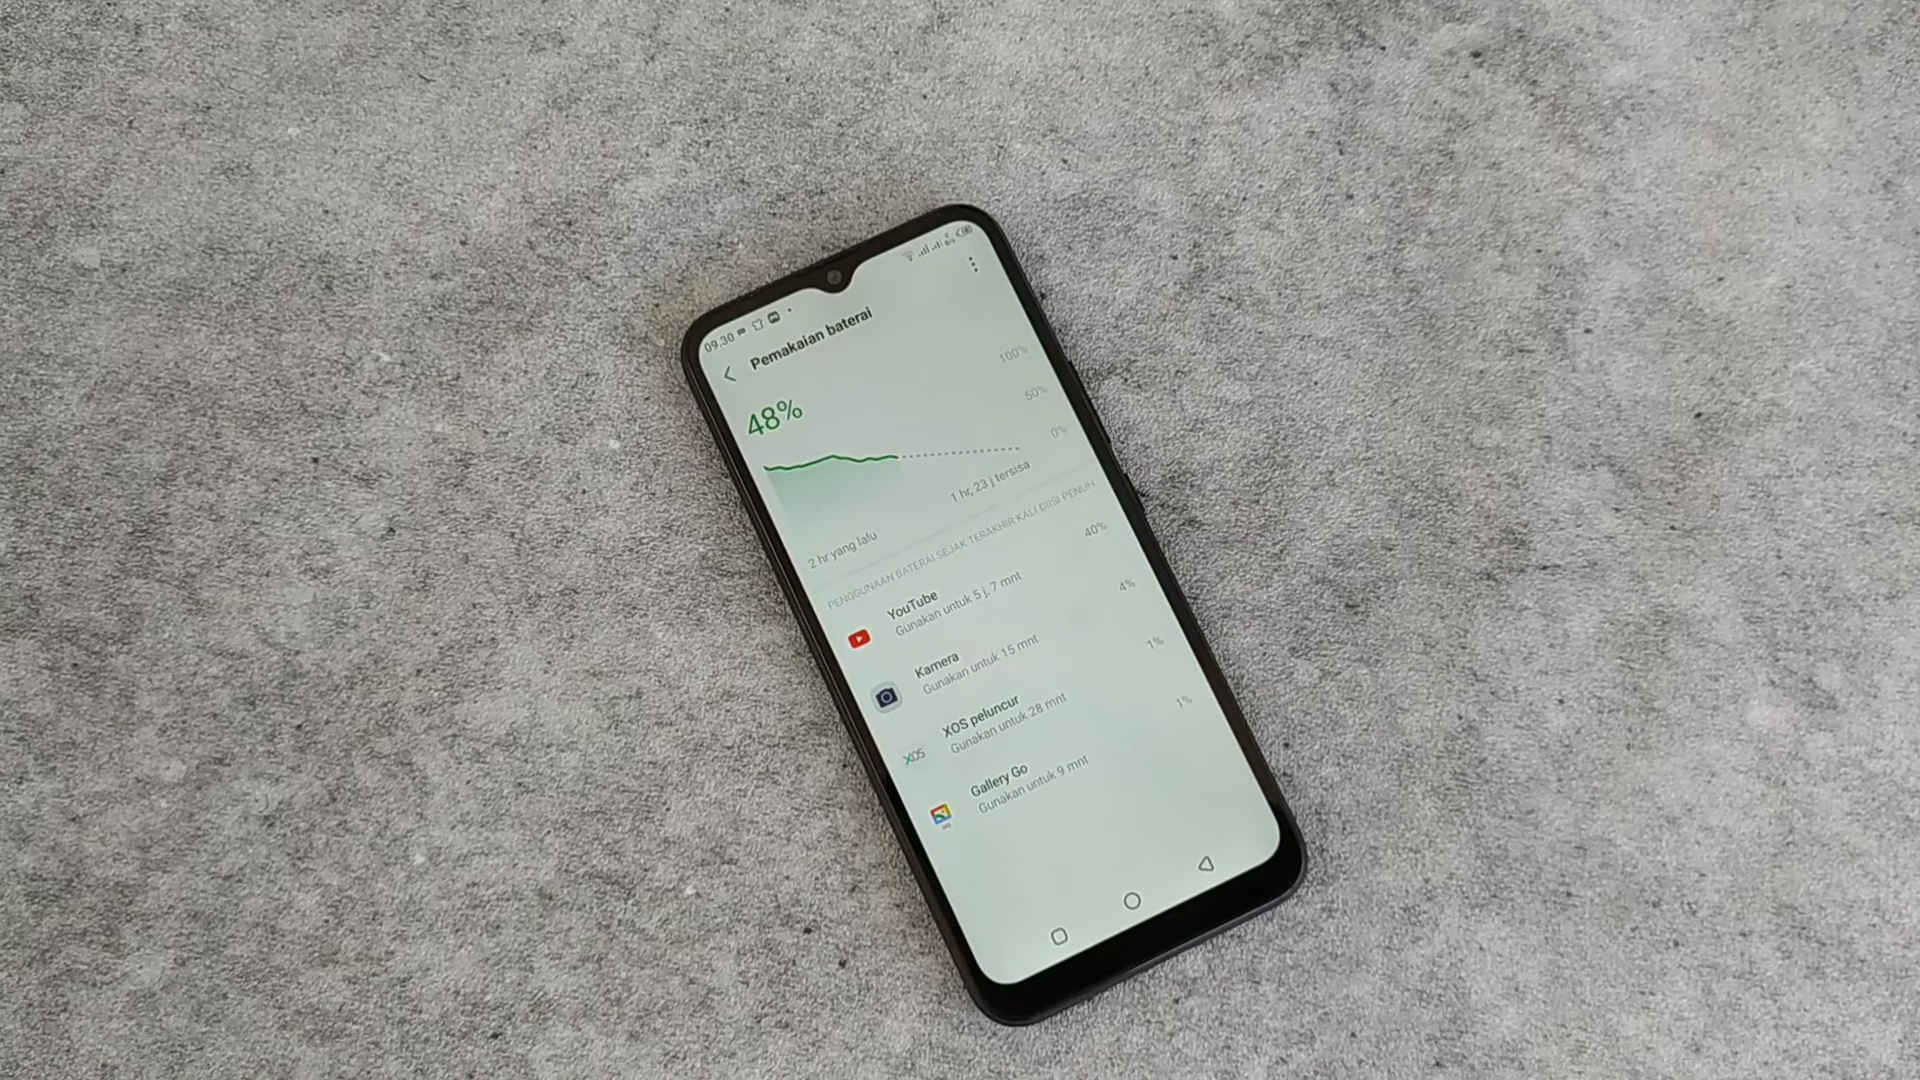 09.30
Pemakaian baterai
48%
100%
50%
0%
2 hr yang lalu
1 hr, 23 j tersisa
PENGGUNAAN BATERAI SEJAK TERAKHIR KALI DIISI PENUH
YouTube
40%
Gunakan untuk 5 j, 7 mnt
Kamera
4%
Gunakan untuk 15 mnt
XOS
XOS peluncur
1%
Gunakan untuk 28 mnt
Gallery Go
1%
Gunakan untuk 9 mnt